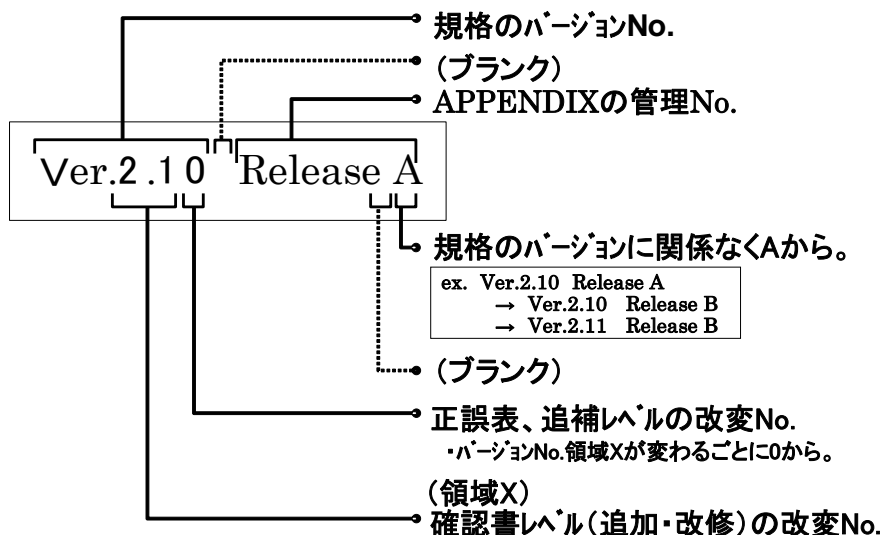 規格のバージョンNo.
(ブランク)
APPENDIXの管理No.
Ver.2.10 Release A
規格のバージョンに関係なくAから。
ex. Ver.2.10 Release A
→ Ver.2.10 Release B
→ Ver.2.11 Release B
(ブランク)
正誤表、追補レベルの改変No.
・バージョンNo.領域Xが変わるごとに0から。
(領域X)
確認書レベル(追加・改修)の改変No.